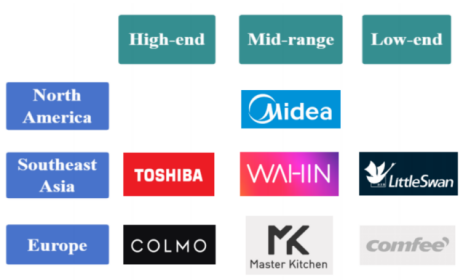 High-end Mid-range Low-end
North
America
Midea
Southeast
Asia
TOSHIBA WAHIN LittleSwan
Europe
COLMO MK
Master Kitchen
comfee'